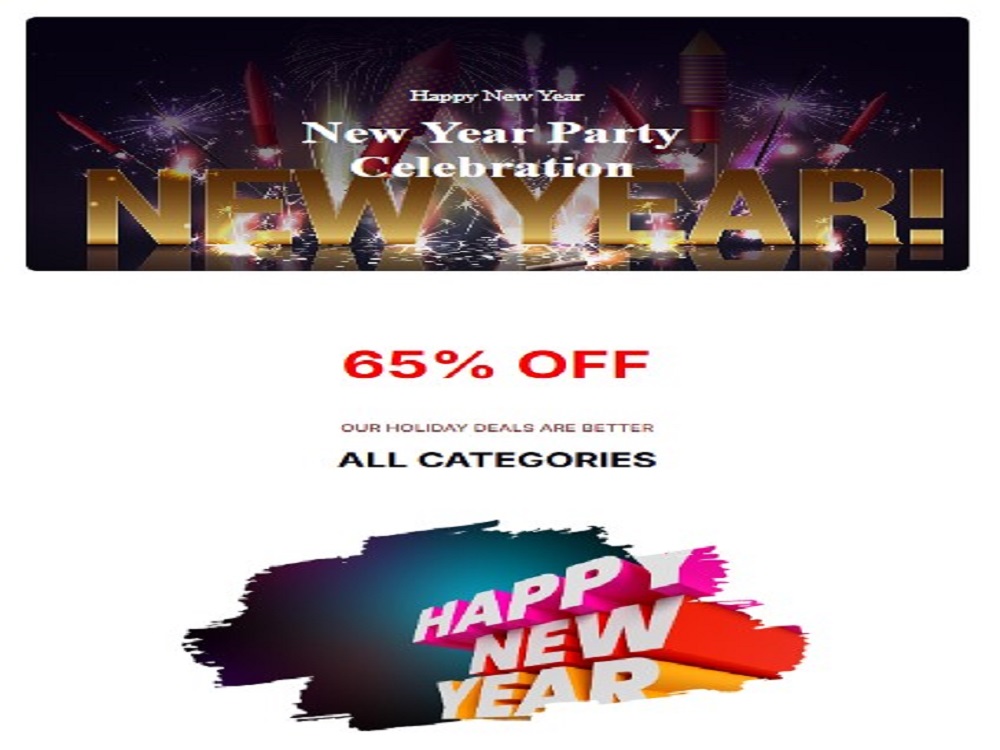 Happy New Year
New Year Party
Celebration
NEW YEAR!
65% OFF
OUR HOLIDAY DEALS ARE BETTER
ALL CATEGORIES
HAPPY
NEW
YEAR